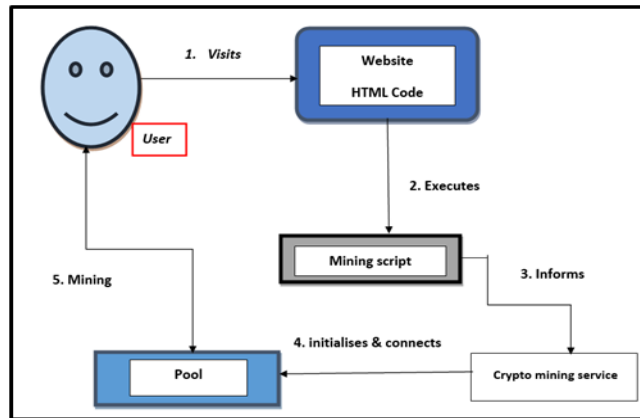 1. Visits
Website
HTML Code
User
2. Executes
Mining script
3. Informs
5. Mining
4. initialises & connects
Pool
Crypto mining service